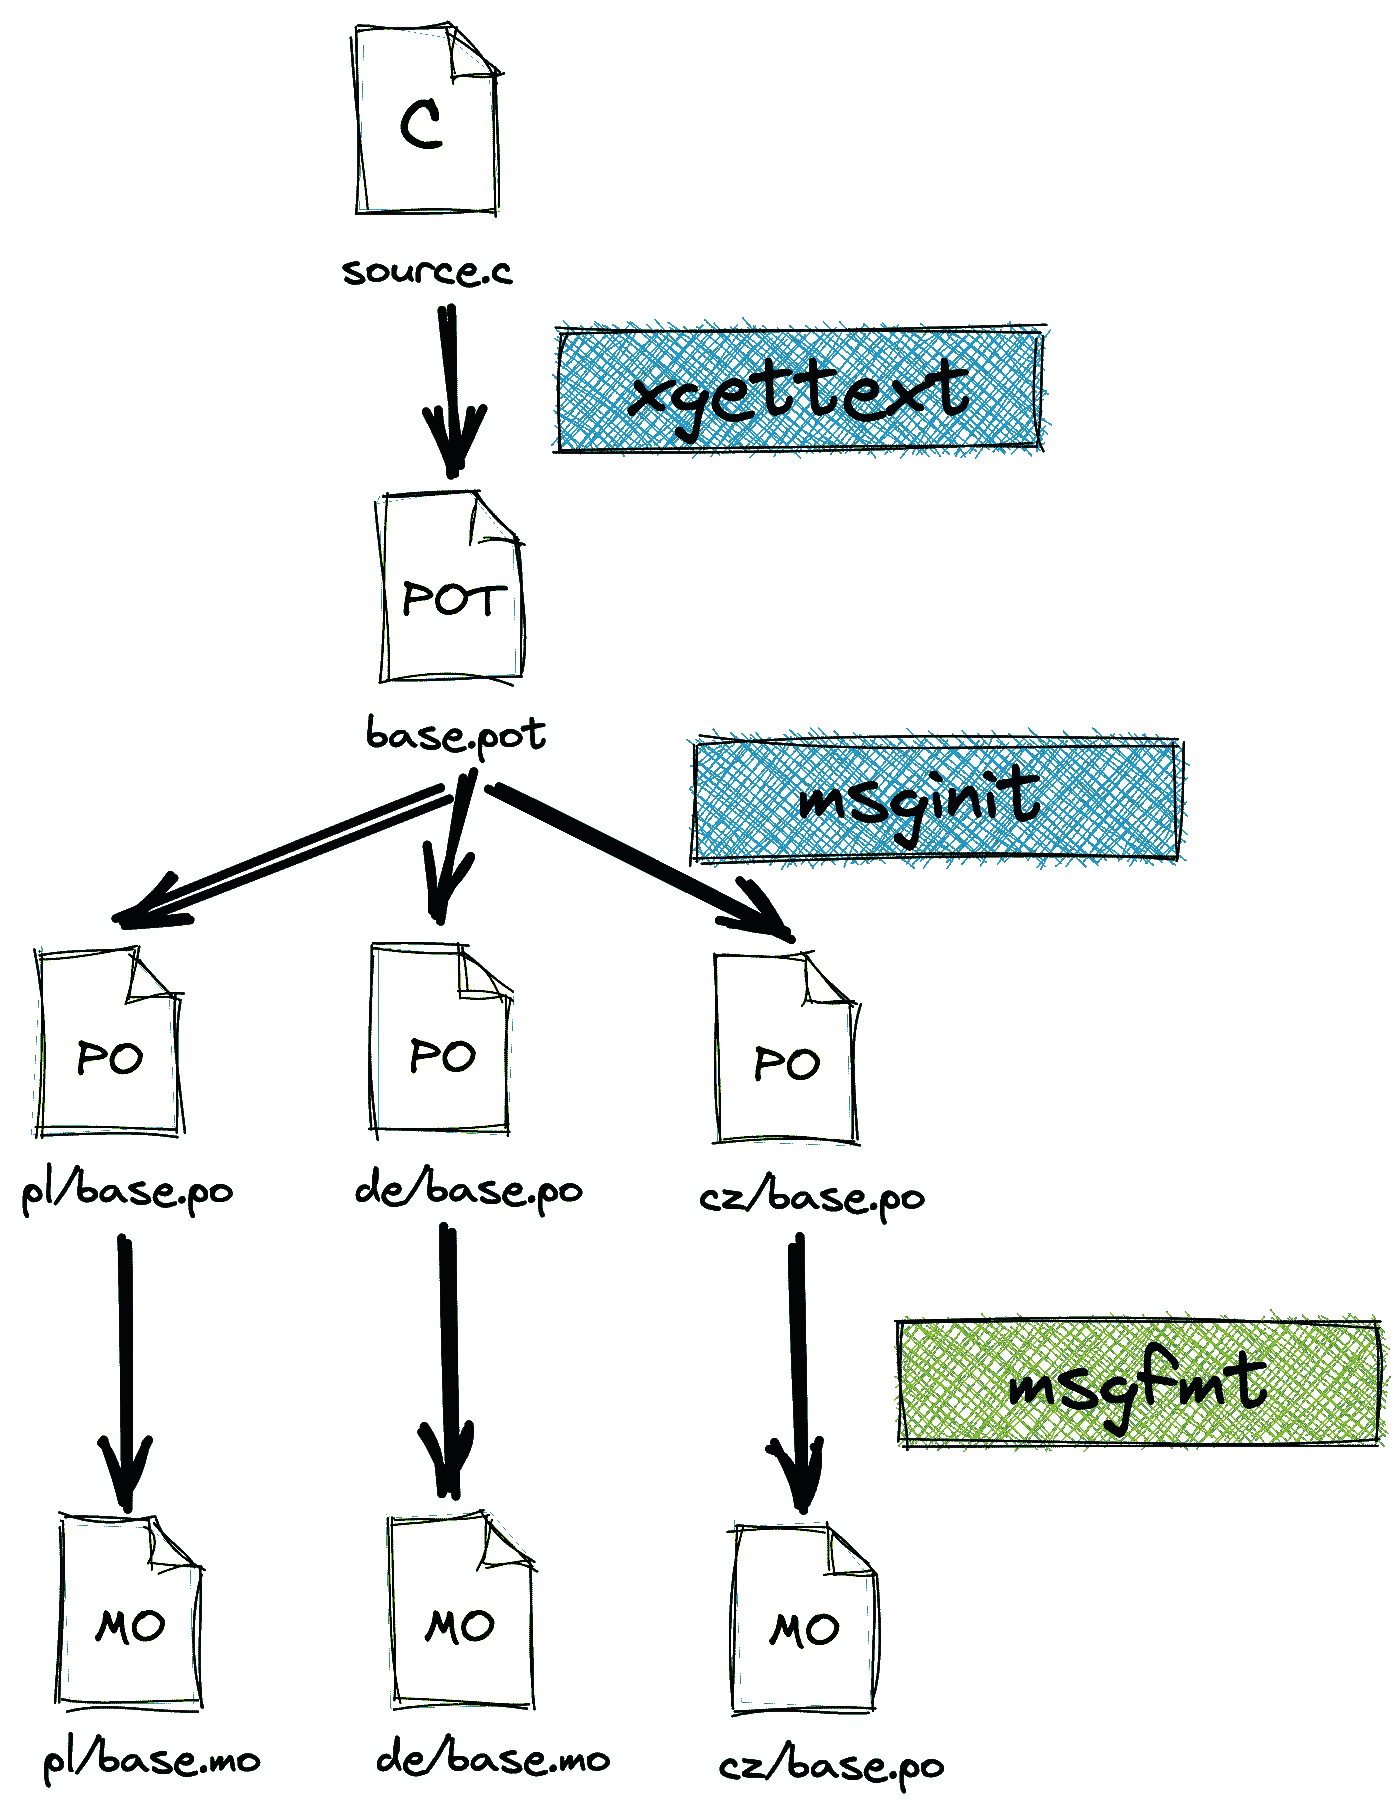 C
source.c
xgettext
POT
base.pot
msginit
PO
PO
PO
pl/base.po
de/base.po
cz/base.po
msgfmt
MO
MO
MO
pl/base.mo
de/base.mo
cz/base.po